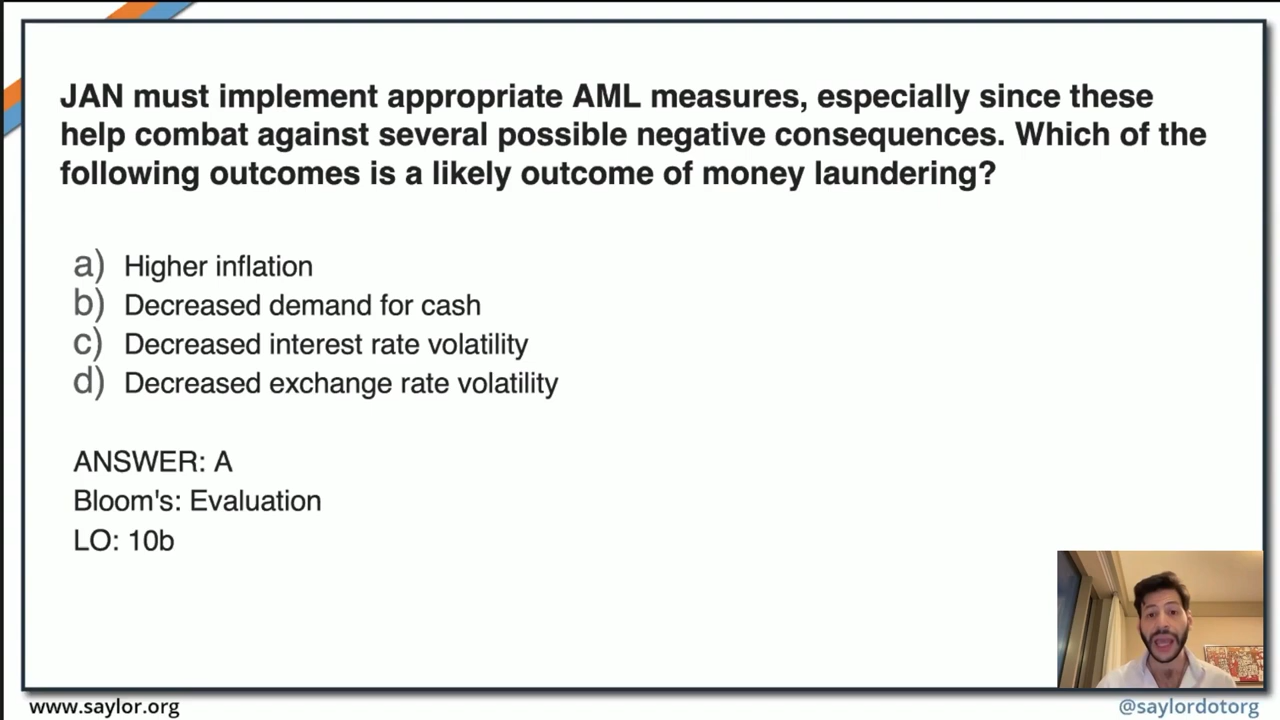 JAN must implement appropriate AML measures, especially since these
help combat against several possible negative consequences. Which of the
following outcomes is a likely outcome of money laundering?
a) Higher inflation
b) Decreased demand for cash
c) Decreased interest rate volatility
d) Decreased exchange rate volatility
ANSWER: A
Bloom's: Evaluation
LO: 10b
www.saylor.org
@saylordotorg